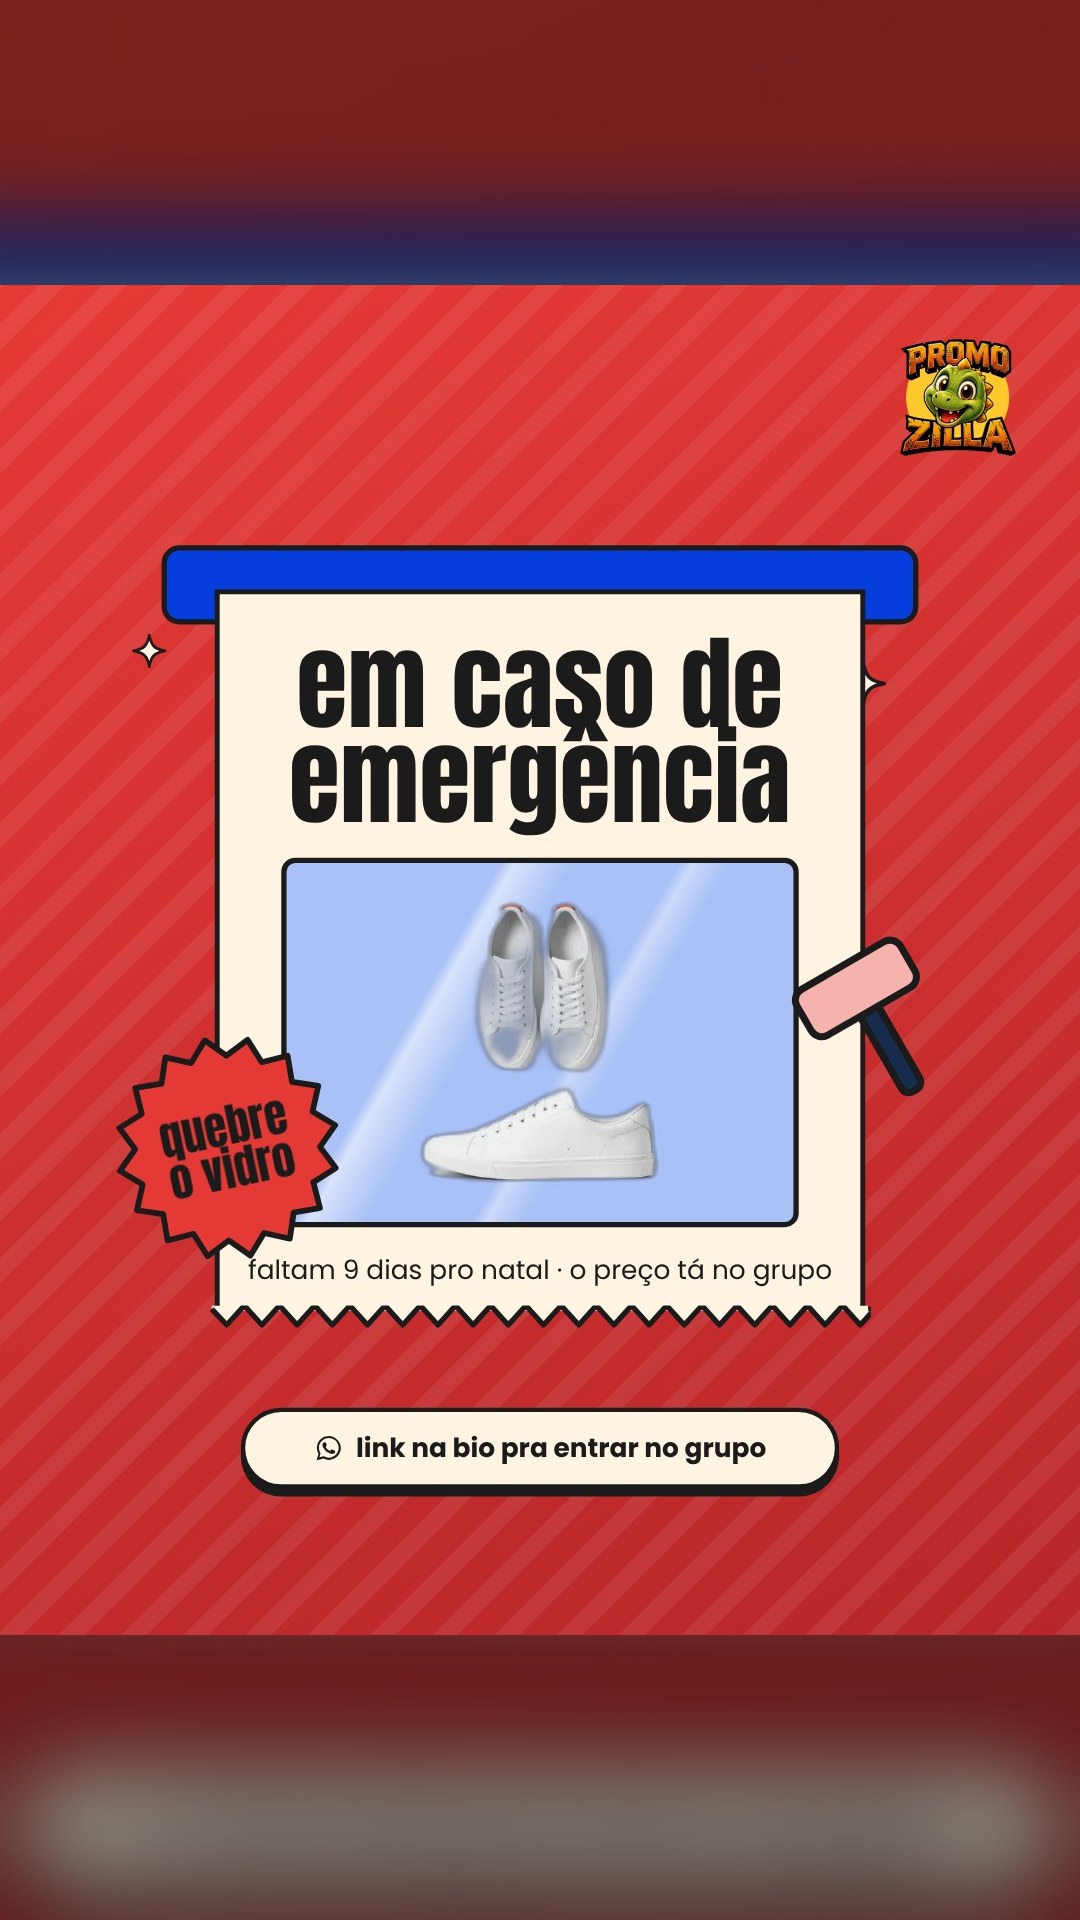 PROMO
ZILLA
em caso de
emergência
quebre
o vidro
faltam 9 dias pro natal · o preço tá no grupo
link na bio pra entrar no grupo